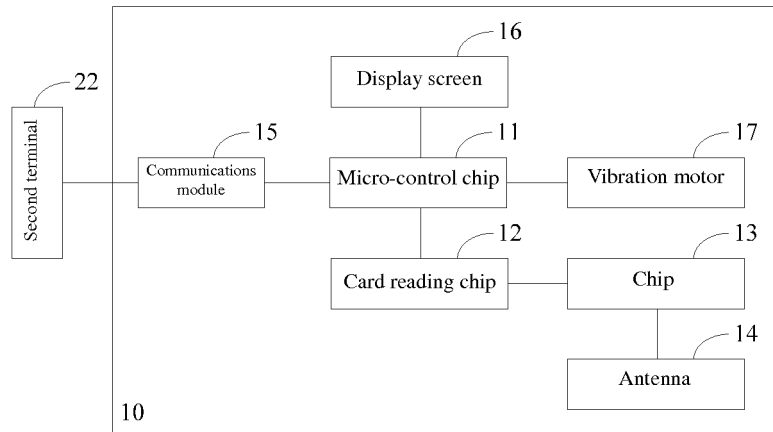 16
Display screen
22
Second terminal
15
Communications
module
11
Micro-control chip
17
Vibration motor
12
Card reading chip
13
Chip
14
Antenna
10